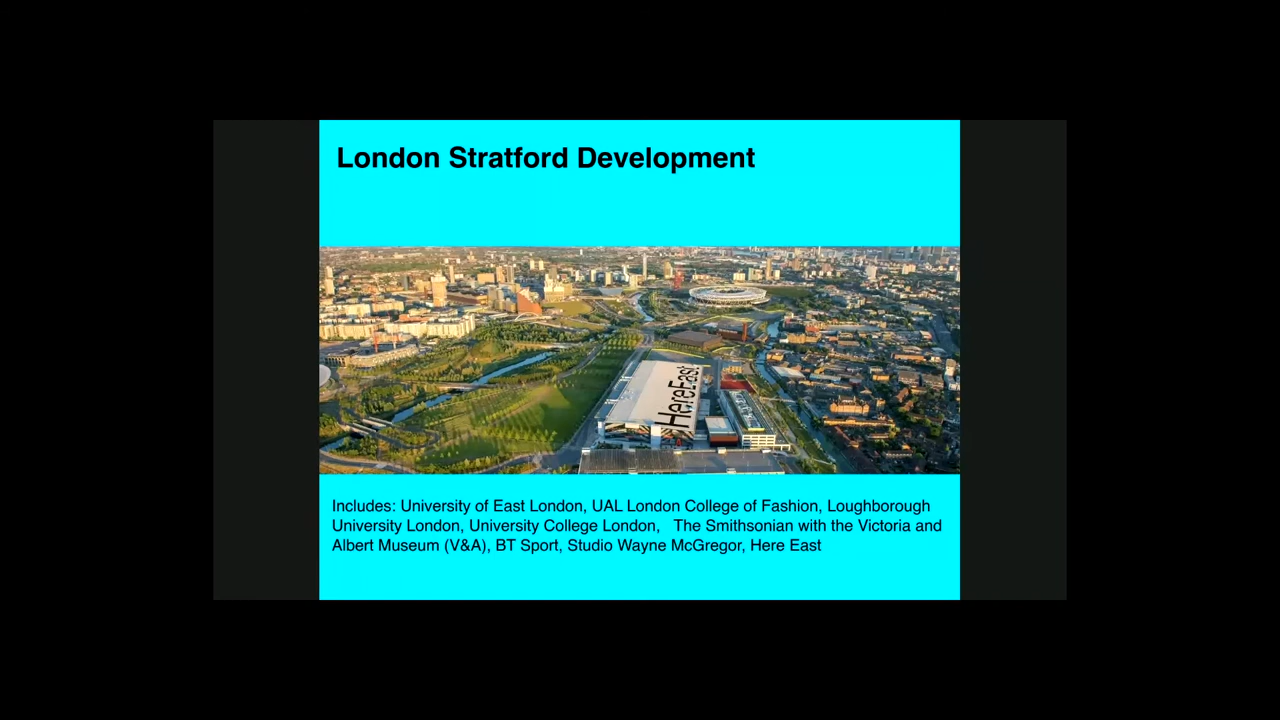 London Stratford Development
HereEast
Includes: University of East London, UAL London College of Fashion, Loughborough
University London, University College London,   The Smithsonian with the Victoria and
Albert Museum (V&A), BT Sport, Studio Wayne McGregor, Here East